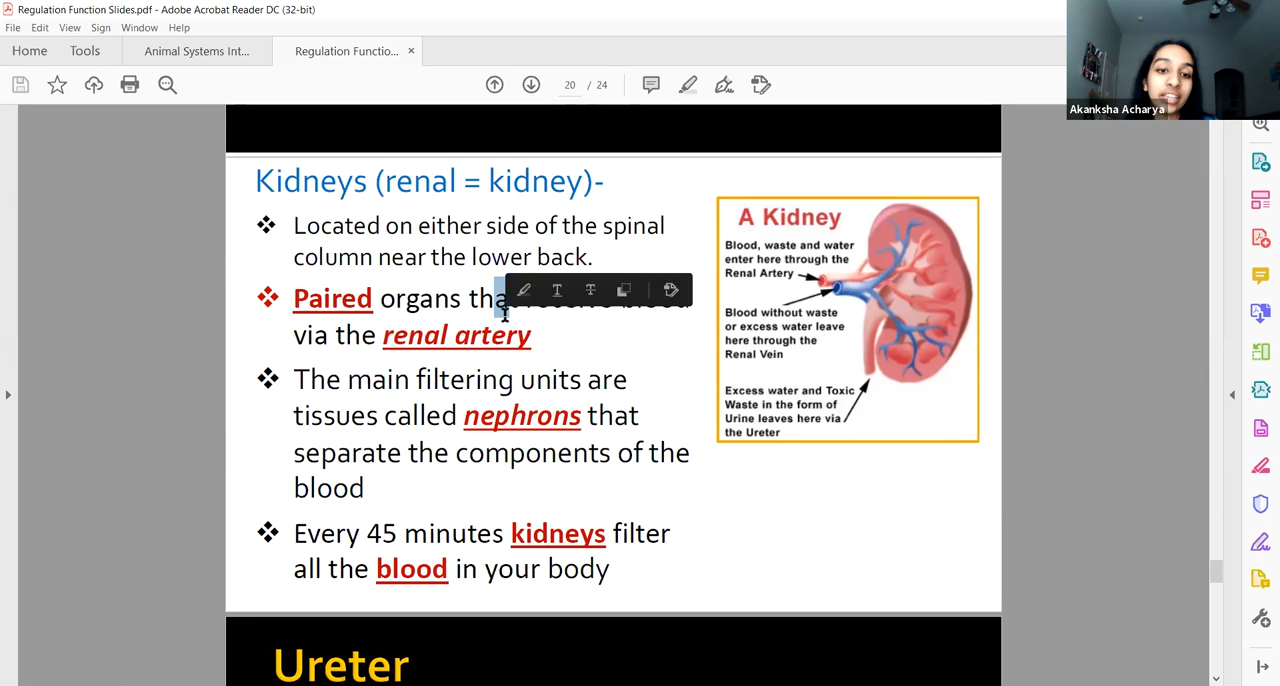 Regulation Function Slides.pdf - Adobe Acrobat Reader DC (32-bit)
File Edit View Sign Window Help
Home Tools Animal Systems Int... Regulation Functio... ×
20 / 24
Akanksha Acharya
Kidneys (renal = kidney)-
Located on either side of the spinal
column near the lower back.
Paired organs tha
via the renal artery
The main filtering units are
tissues called nephrons that
separate the components of the
blood
Every 45 minutes kidneys filter
all the blood in your body
A Kidney
Blood, waste and water
enter here through the
Renal Artery
Blood without waste
or excess water leave
here through the
Renal Vein
Excess water and Toxic
Waste in the form of
Urine leaves here via
the Ureter
Ureter